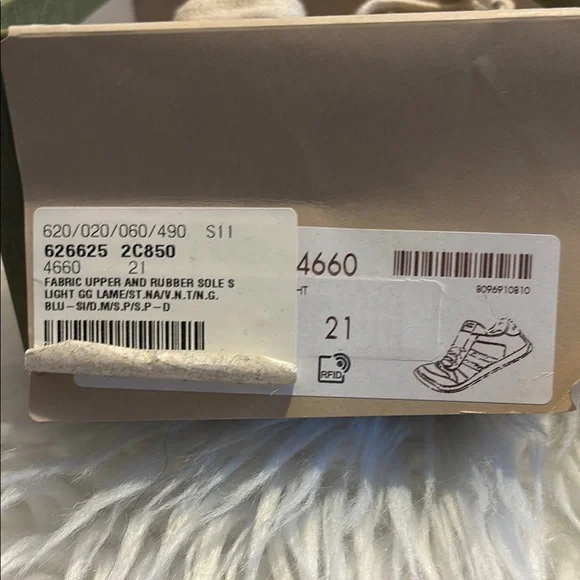 620/020/060/490 S11
626625 2C850
4660 21
FABRIC UPPER AND RUBBER SOLE S
LIGHT GG LAME/ST.NA/V.N.T/N.G.
BLU-SI/D.M/S.P/S.P-D
4660
HT
8096910810
21
RFID